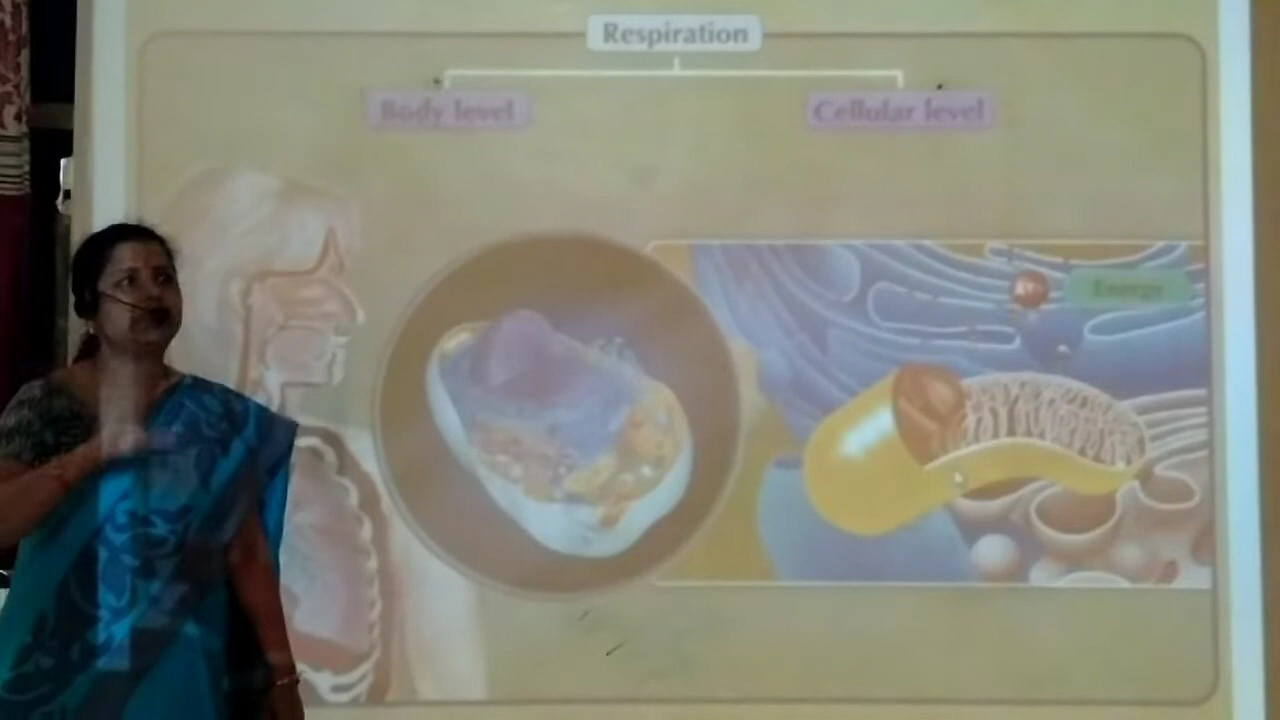 Respiration
Body level
Cellular level
Energy